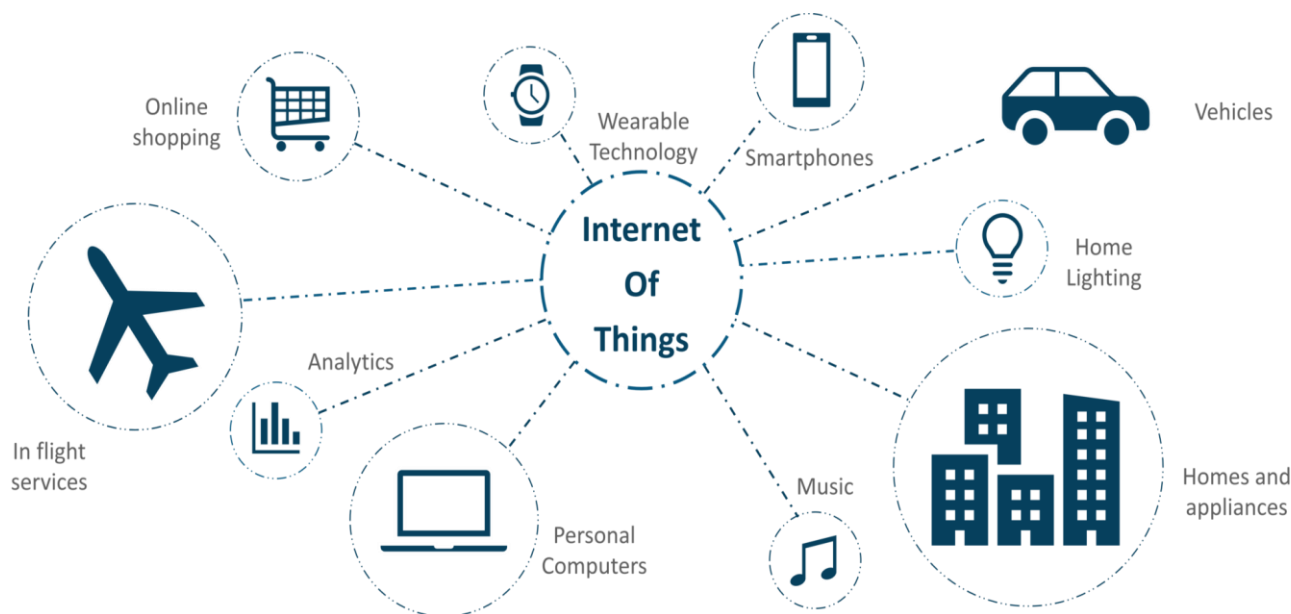 Online
shopping
Wearable
Technology
Smartphones
Vehicles
Internet
Of
Things
Home
Lighting
Analytics
In flight
services
Personal
Computers
Music
Homes and
appliances